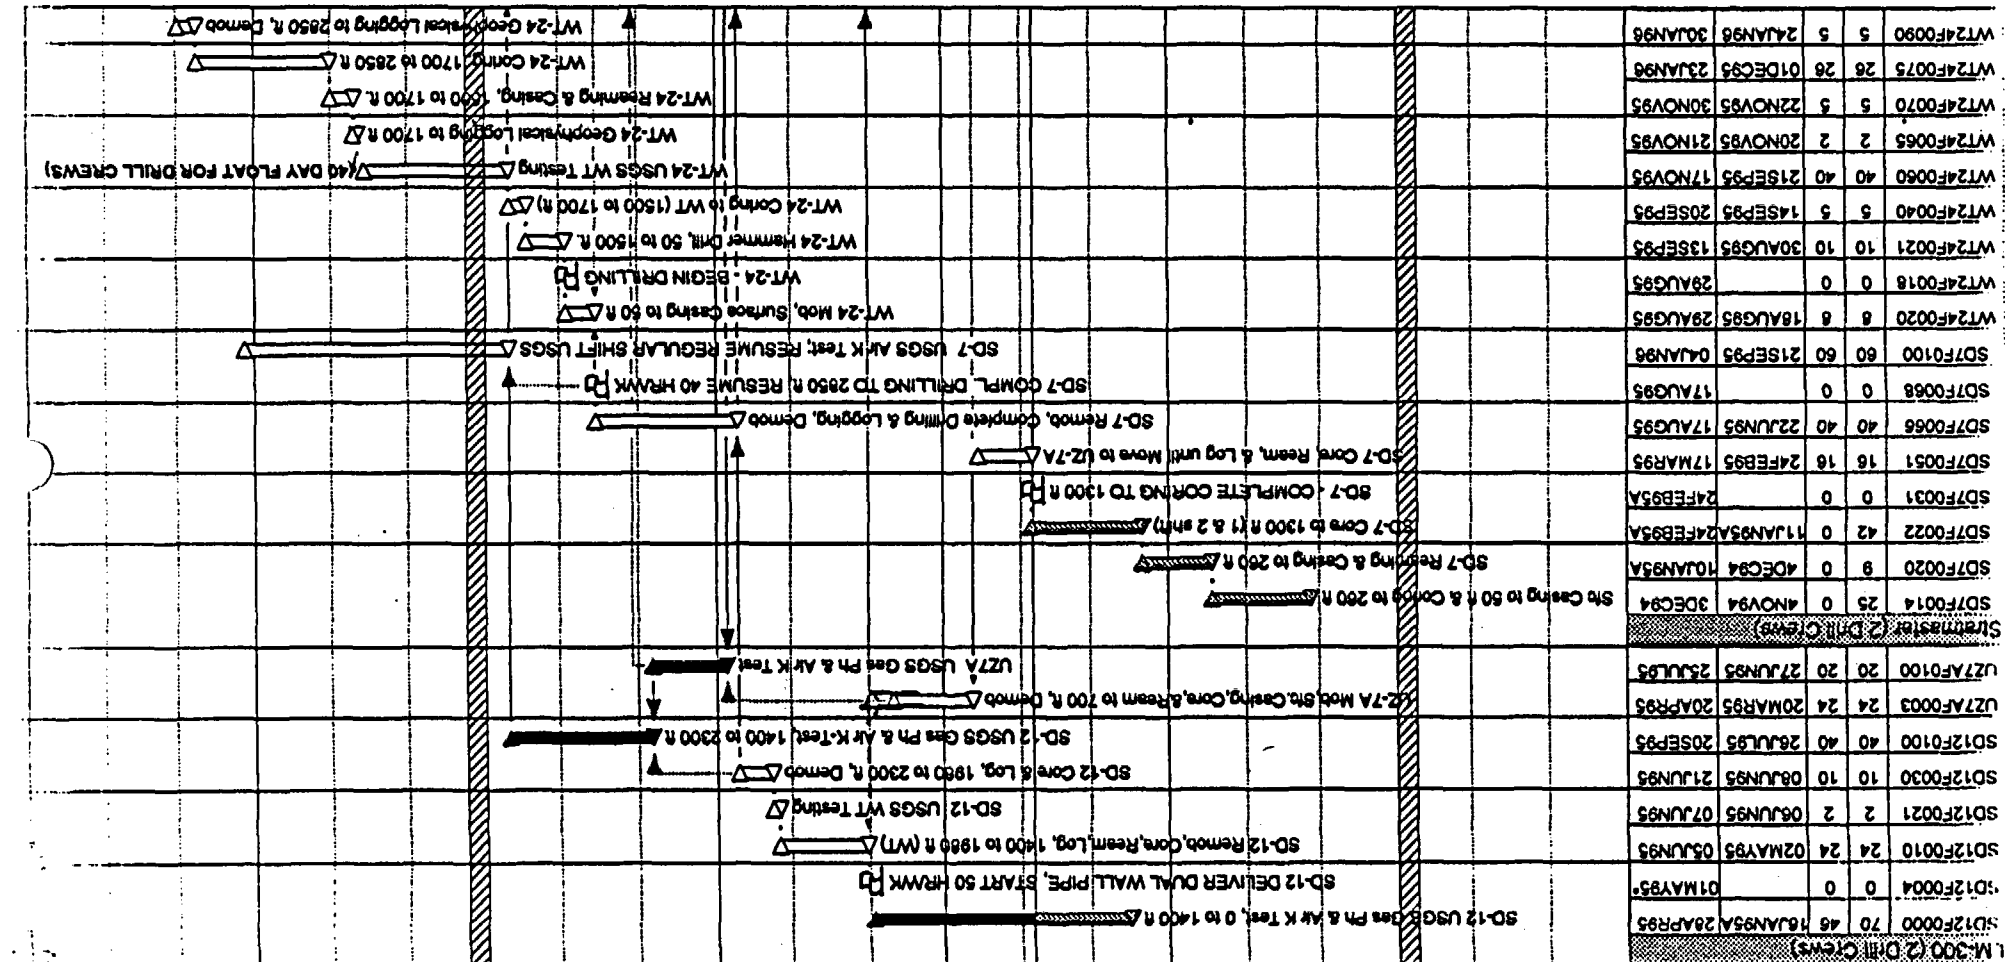 LM-300 (2 Drill Crews)
SD12F0000 70 46 16JAN95A 28APR95 SD-12 USGS Gas Ph & Air K Test, 0 to 1400 ft
SD12F0004 0 0 01MAY95* SD-12 DELIVER DUAL WALL PIPE, START 50 HR/WK
SD12F0010 24 24 02MAY95 05JUN95 SD-12 Remob,Core,Ream,Log, 1400 to 1980 ft (WT)
SD12F0021 2 2 06JUN95 07JUN95 SD-12 USGS WT Testing
SD12F0030 10 10 08JUN95 21JUN95 SD-12 Core & Log, 1980 to 2300 ft, Demob
SD12F0100 40 40 26JUL95 20SEP95 SD-12 USGS Gas Ph & Air K-Test, 1400 to 2300 ft
UZ7AF0003 24 24 20MAR95 20APR95 UZ-7A Mob,Sfc.Casing,Core,& Ream to 700 ft, Demob
UZ7AF0100 20 20 27JUN95 25JUL95 UZ7A USGS Gas Ph & Air K Test
Stratmaster (2 Drill Crews)
SD7F0014 25 0 4NOV94 3DEC94 Sfc Casing to 50 ft & Coring to 260 ft
SD7F0020 9 0 4DEC94 10JAN95A SD-7 Reaming & Casing to 260 ft
SD7F0022 42 0 11JAN95A 24FEB95A SD-7 Core to 1300 ft (1 & 2 shift)
SD7F0031 0 0 24FEB95A SD-7 - COMPLETE CORING TO 1300 ft
SD7F0051 16 16 24FEB95 17MAR95 SD-7 Core, Ream, & Log until Move to UZ-7A
SD7F0066 40 40 22JUN95 17AUG95 SD-7 Remob, Complete Drilling & Logging, Demob
SD7F0068 0 0 17AUG95 SD-7 COMPL. DRILLING TO 2850 ft, RESUME 40 HR/WK
SD7F0100 60 60 21SEP95 04JAN96 SD-7 USGS Air K Test; RESUME REGULAR SHIFT USGS
WT24F0020 8 8 18AUG95 29AUG95 WT-24 Mob, Surface Casing to 50 ft
WT24F0018 0 0 29AUG95 WT-24 - BEGIN DRILLING
WT24F0021 10 10 30AUG95 13SEP95 WT-24 Hammer Drill, 50 to 1500 ft.
WT24F0040 5 5 14SEP95 20SEP95 WT-24 Coring to WT (1500 to 1700 ft)
WT24F0060 40 40 21SEP95 17NOV95 WT-24 USGS WT Testing (40 DAY FLOAT FOR DRILL CREWS)
WT24F0065 2 2 20NOV95 21NOV95 WT-24 Geophysical Logging to 1700 ft
WT24F0070 5 5 22NOV95 30NOV95 WT-24 Reaming & Casing, 1500 to 1700 ft.
WT24F0075 26 26 01DEC95 23JAN96 WT-24 Coring 1700 to 2850 ft
WT24F0090 5 5 24JAN96 30JAN96 WT-24 Geophysical Logging to 2850 ft, Demob